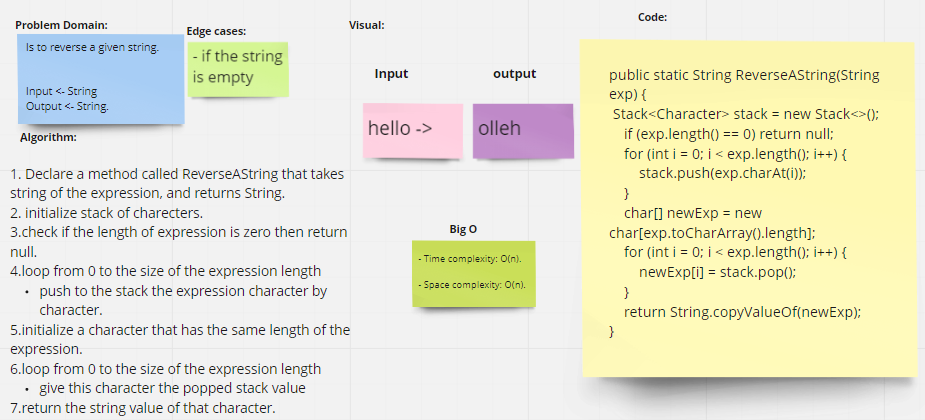 Problem Domain:
Is to reverse a given string.
Input <- String
Output <- String.
Edge cases:
- if the string
is empty
Visual:
Input
output
hello ->
olleh
Algorithm:
1. Declare a method called ReverseAString that takes
string of the expression, and returns String.
2. initialize stack of charecters.
3.check if the length of expression is zero then return
null.
4.loop from 0 to the size of the expression length
• push to the stack the expression character by
character.
5.initialize a character that has the same length of the
expression.
6.loop from 0 to the size of the expression length
• give this character the popped stack value
7.return the string value of that character.
Big O
- Time complexity: O(n).
- Space complexity: O(n).
Code:
public static String ReverseAString(String
exp) {
Stack<Character> stack = new Stack<>();
if (exp.length() == 0) return null;
for (int i = 0; i < exp.length(); i++) {
stack.push(exp.charAt(i));
}
char[] newExp = new
char[exp.toCharArray().length];
for (int i = 0; i < exp.length(); i++) {
newExp[i] = stack.pop();
}
return String.copyValueOf(newExp);
}